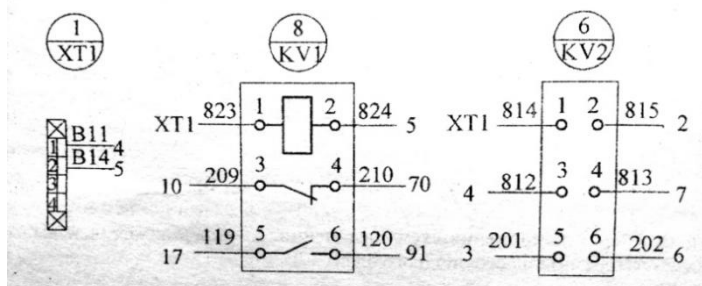 1
XT1
8
KV1
6
KV2
B11
1 4
B14
2 5
3
4
XT1 823 1 2 824 5
10 209 3 4 210 70
17 119 5 6 120 91
XT1 814 1 2 815 2
4 812 3 4 813 7
3 201 5 6 202 6